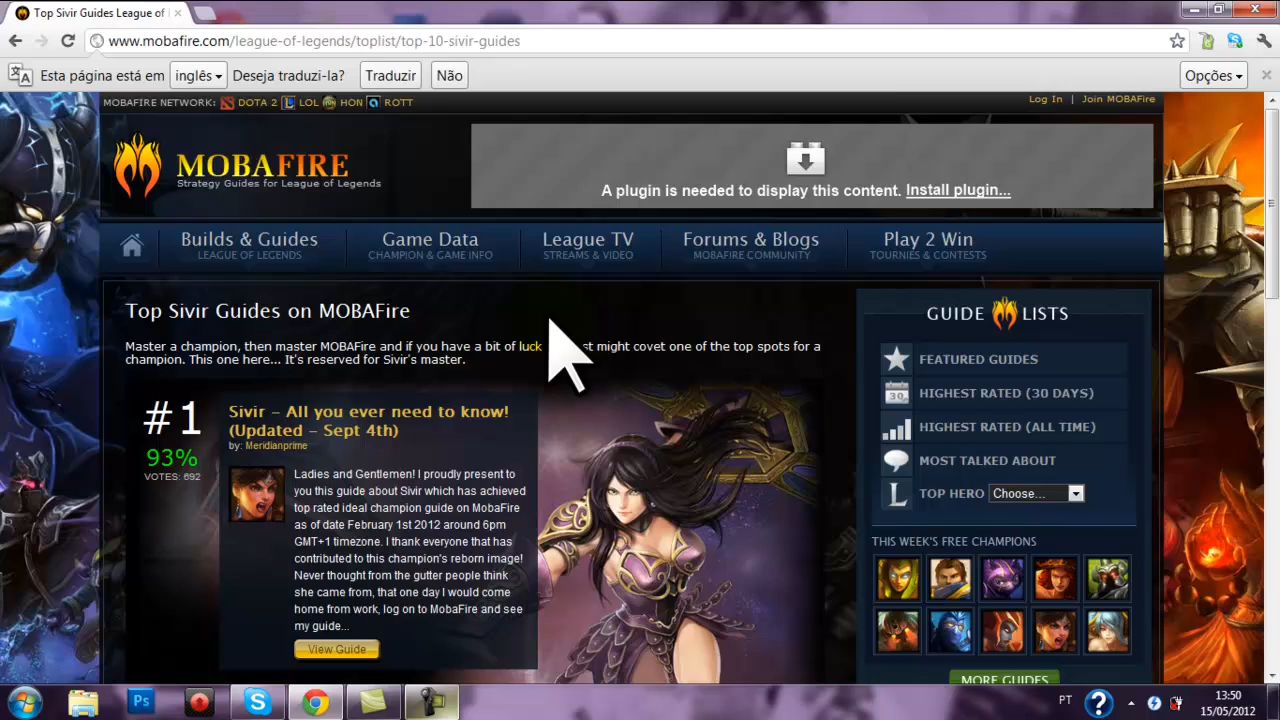 Top Sivir Guides League of
www.mobafire.com/league-of-legends/toplist/top-10-sivir-guides
Esta página está em inglês Deseja traduzi-la? Traduzir Não Opções
MOBAFIRE NETWORK: DOTA 2 LOL HON ROTT
Log In | Join MOBAFire
MOBAFIRE
Strategy Guides for League of Legends
A plugin is needed to display this content. Install plugin...
Builds & Guides
LEAGUE OF LEGENDS
Game Data
CHAMPION & GAME INFO
League TV
STREAMS & VIDEO
Forums & Blogs
MOBAFIRE COMMUNITY
Play 2 Win
TOURNIES & CONTESTS
Top Sivir Guides on MOBAFire
Master a champion, then master MOBAFire and if you have a bit of luck st might covet one of the top spots for a
champion. This one here... It's reserved for Sivir's master.
#1
93%
VOTES: 692
Sivir – All you ever need to know!
(Updated – Sept 4th)
by: Meridianprime
Ladies and Gentlemen! I proudly present to
you this guide about Sivir which has achieved
top rated ideal champion guide on MobaFire
as of date February 1st 2012 around 6pm
GMT+1 timezone. I thank everyone that has
contributed to this champion's reborn image!
Never thought from the gutter people think
she came from, that one day I would come
home from work, log on to MobaFire and see
my guide...
View Guide
GUIDE LISTS
FEATURED GUIDES
30 HIGHEST RATED (30 DAYS)
HIGHEST RATED (ALL TIME)
MOST TALKED ABOUT
L TOP HERO Choose...
THIS WEEK'S FREE CHAMPIONS
MORE GUIDES
Ps
PT
13:50
15/05/2012